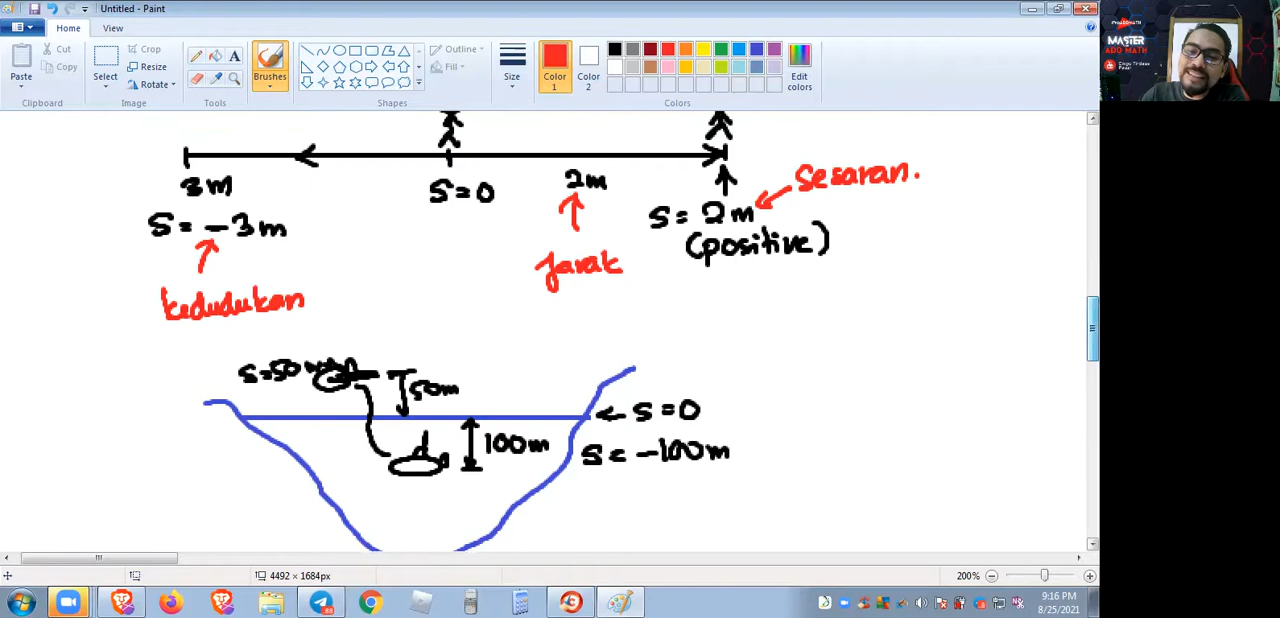 Untitled - Paint
Home
View
Paste
Cut
Copy
Clipboard
Select
Crop
Resize
Rotate
Image
A
Tools
Brushes
Outline
Fill
Shapes
Size
Color 1
Color 2
Edit colors
Colors
MASTER
ADD MATH
3m
S=0
2m
sesaran.
S = -3m
S = 2m
(positive)
Jarak
kedudukan
S=50
50m
S=0
100m
S= -100m
4492 × 1684px
200%
88
9:16 PM
8/25/2021